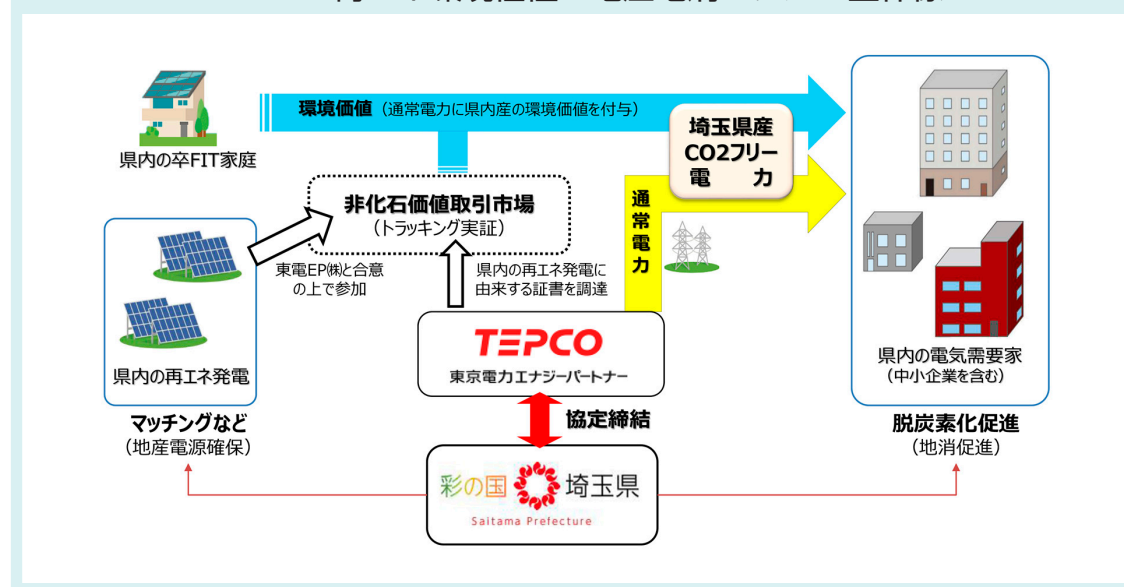 環境価値（通常電力に県内産の環境価値を付与）
県内の卒FIT家庭
埼玉県産
CO2フリー
電　力
非化石価値取引市場
（トラッキング実証）
通常電力
東電EP㈱と合意
の上で参加
県内の再エネ発電に
由来する証書を調達
県内の再エネ発電
TEPCO
東京電力エナジーパートナー
県内の電気需要家
（中小企業を含む）
マッチングなど
（地産電源確保）
協定締結
脱炭素化促進
（地消促進）
彩の国 埼玉県
Saitama Prefecture